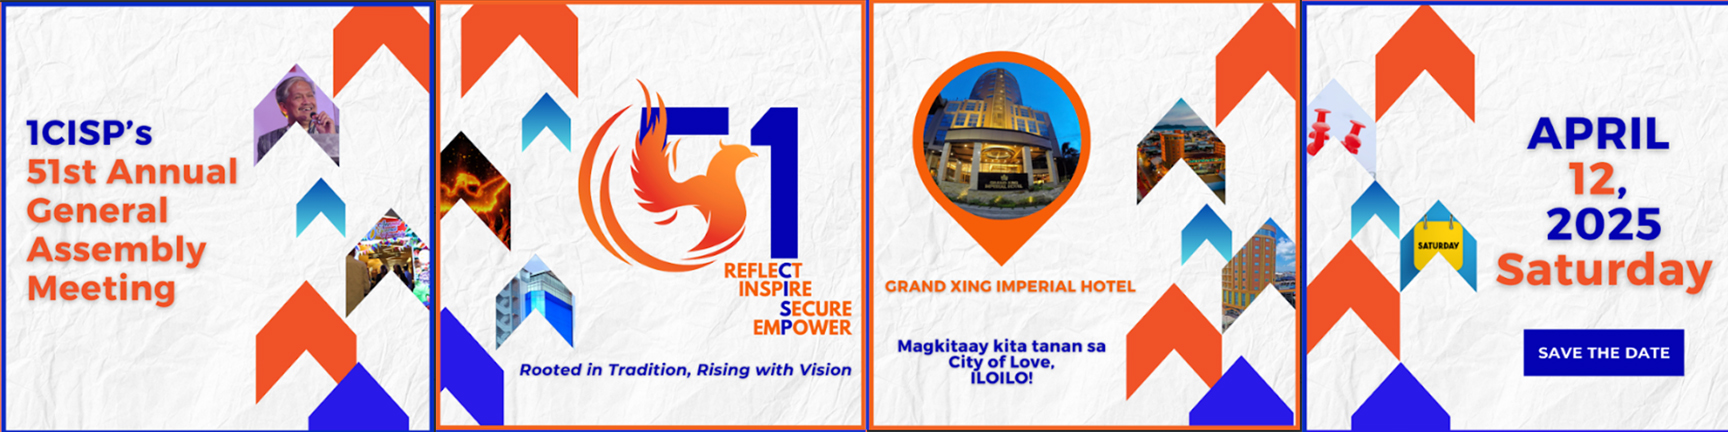 1CISP's
51st Annual
General
Assembly
Meeting
51
REFLECT
INSPIRE
SECURE
EMPOWER
Rooted in Tradition, Rising with Vision
GRAND XING IMPERIAL HOTEL
Magkitaay kita tanan sa
City of Love,
ILOILO!
SATURDAY
APRIL
12,
2025
Saturday
SAVE THE DATE